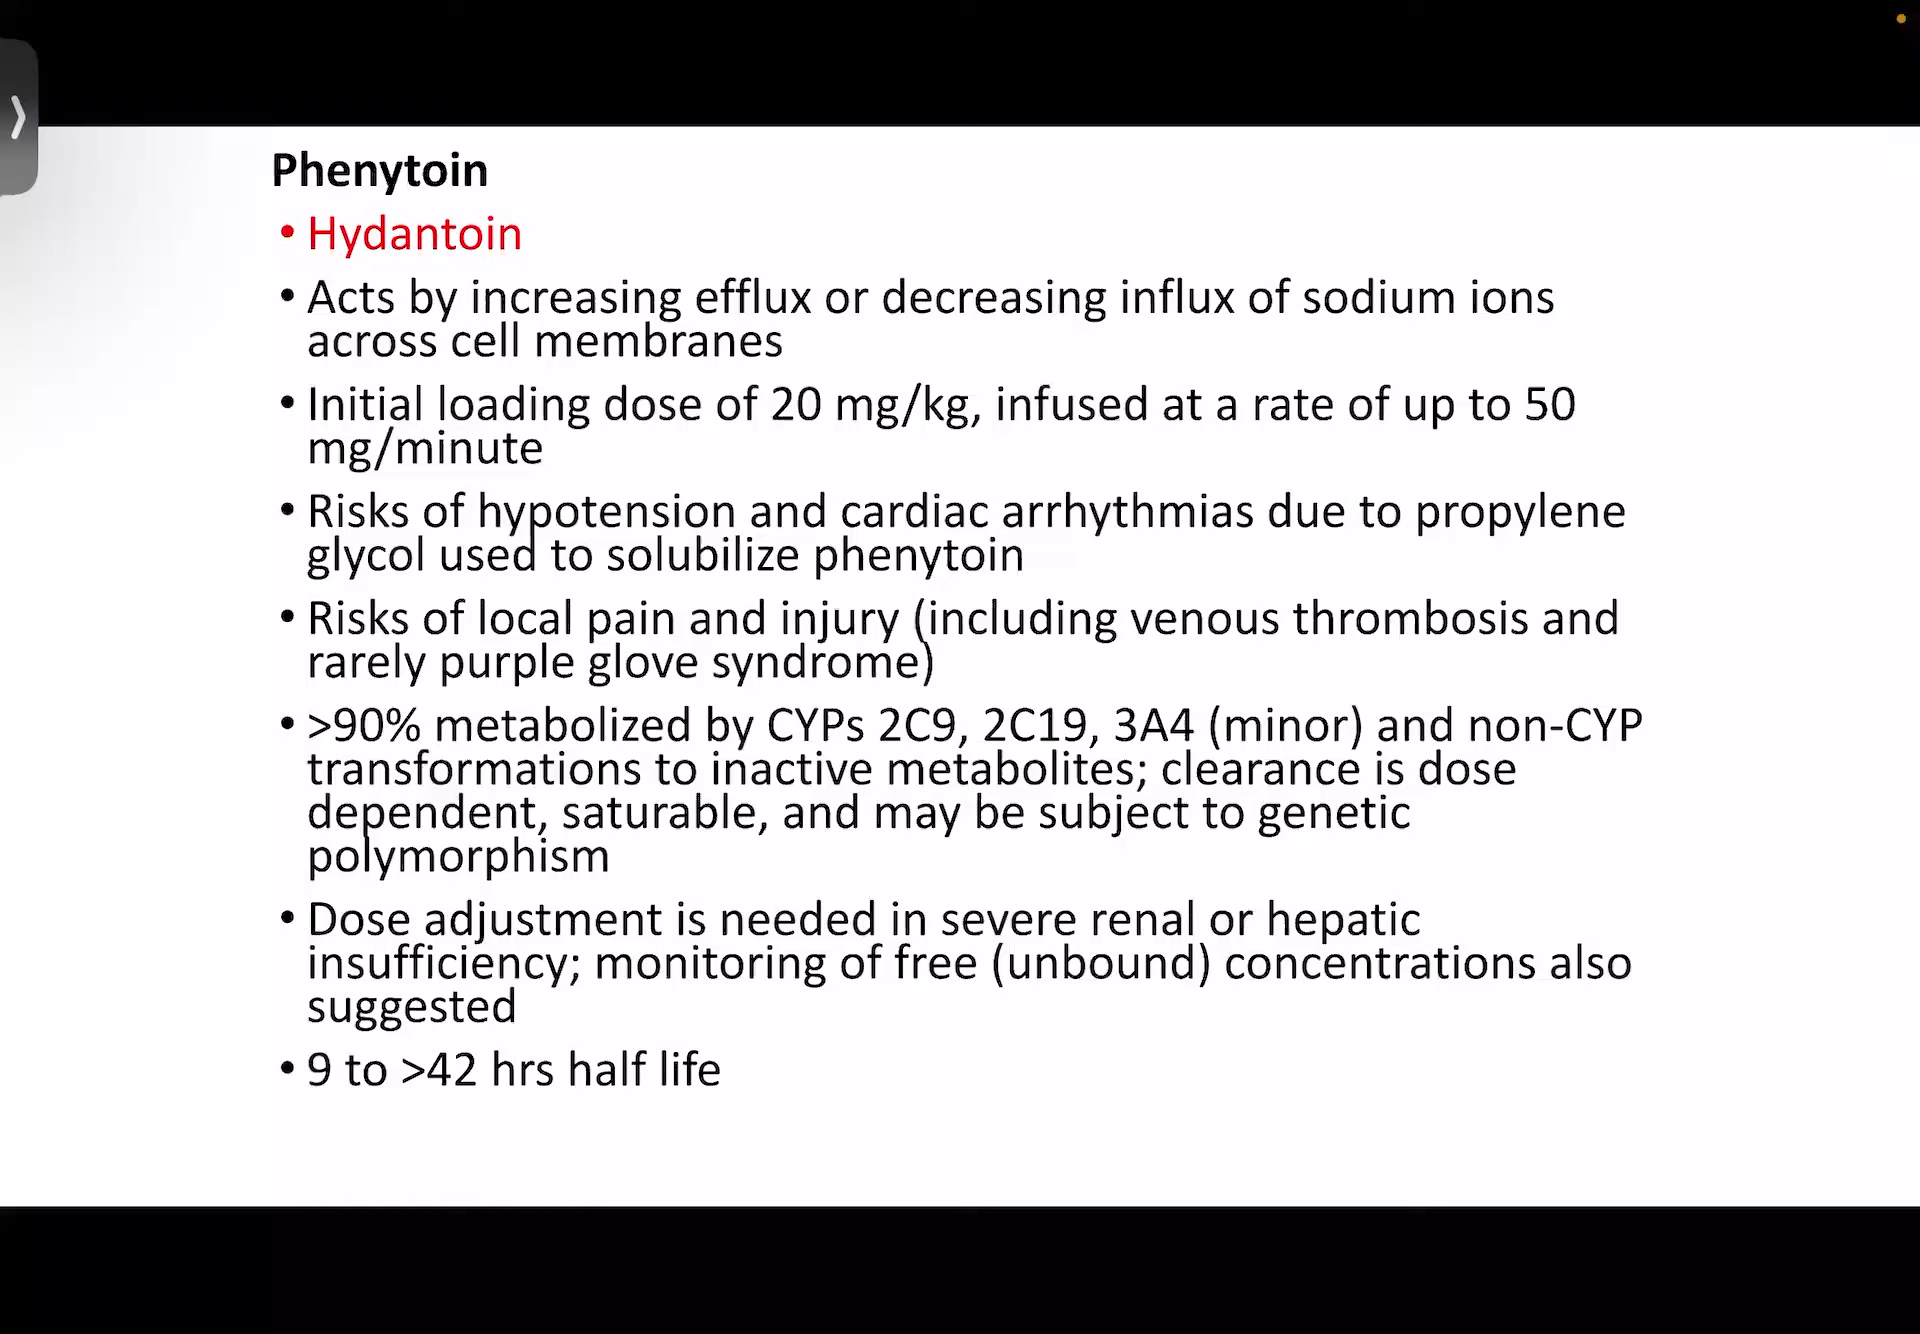 Phenytoin
• Hydantoin
• Acts by increasing efflux or decreasing influx of sodium ions
across cell membranes
• Initial loading dose of 20 mg/kg, infused at a rate of up to 50
mg/minute
• Risks of hypotension and cardiac arrhythmias due to propylene
glycol used to solubilize phenytoin
• Risks of local pain and injury (including venous thrombosis and
rarely purple glove syndrome)
• >90% metabolized by CYPs 2C9, 2C19, 3A4 (minor) and non-CYP
transformations to inactive metabolites; clearance is dose
dependent, saturable, and may be subject to genetic
polymorphism
• Dose adjustment is needed in severe renal or hepatic
insufficiency; monitoring of free (unbound) concentrations also
suggested
• 9 to >42 hrs half life